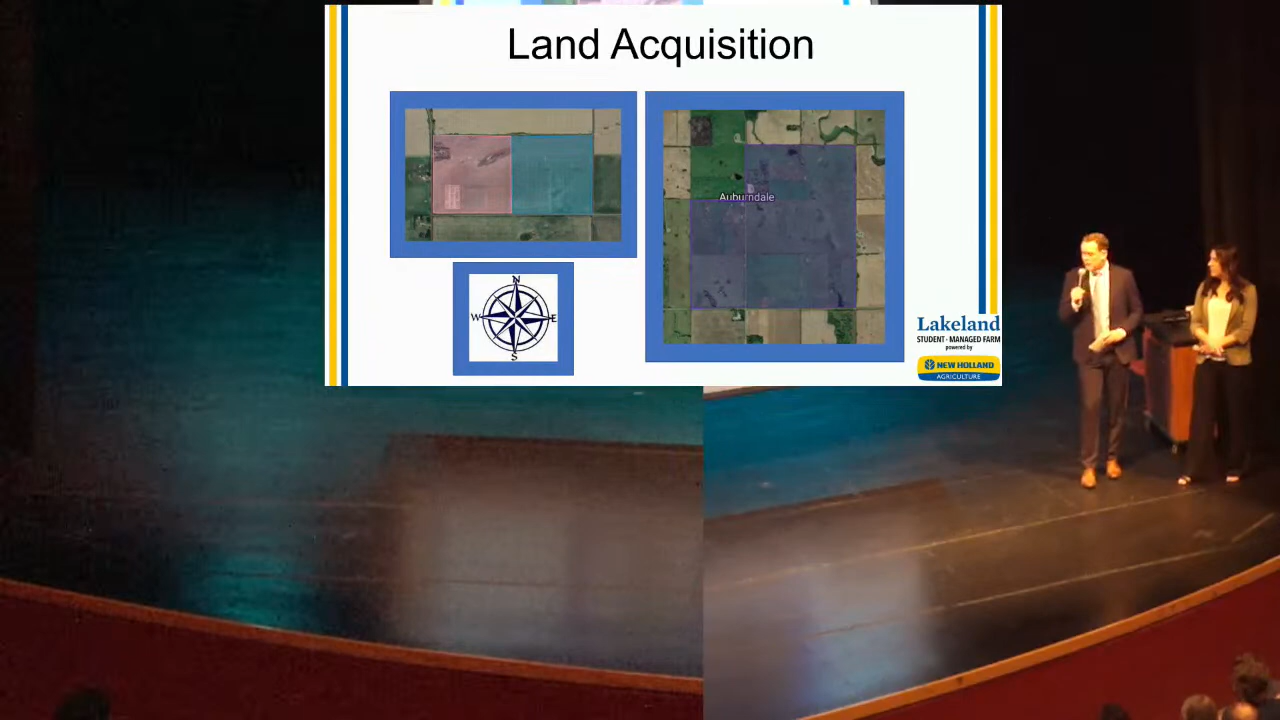 Land Acquisition
Auburndale
N
W
E
S
Lakeland
STUDENT-MANAGED FARM
powered by
NEW HOLLAND
AGRICULTURE